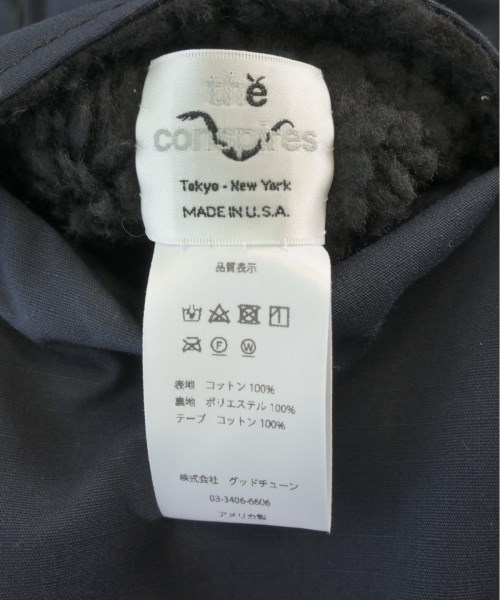 the
conspires
Tokyo - New York
MADE IN U.S.A.
品質表示
F W
表地 コットン 100%
裏地 ポリエステル 100%
テープ コットン 100%
株式会社 グッドチューン
03-3406-6606
アメリカ製